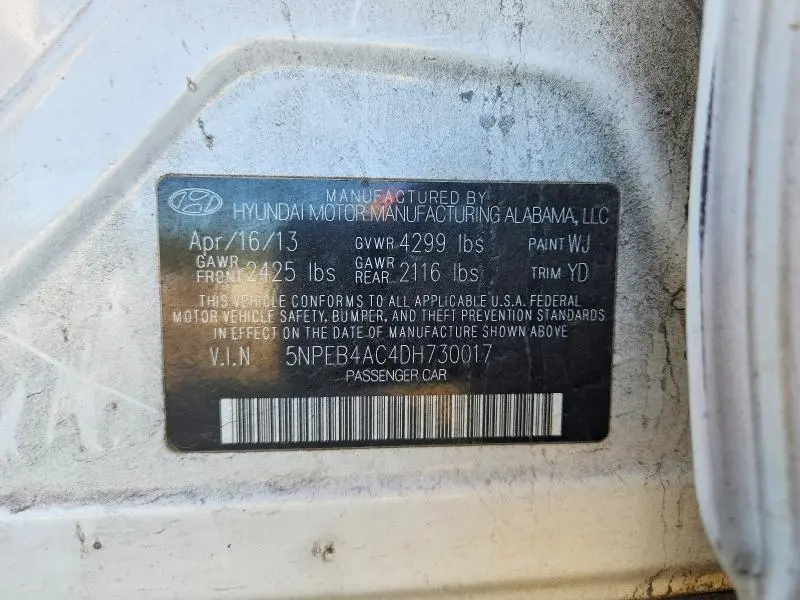 MANUFACTURED BY
HYUNDAI MOTOR MANUFACTURING ALABAMA, LLC
Apr/16/13 GVWR 4299 lbs PAINT WJ
GAWR FRONT 2425 lbs GAWR REAR 2116 lbs TRIM YD
THIS VEHICLE CONFORMS TO ALL APPLICABLE U.S.A. FEDERAL
MOTOR VEHICLE SAFETY, BUMPER, AND THEFT PREVENTION STANDARDS
IN EFFECT ON THE DATE OF MANUFACTURE SHOWN ABOVE.
V.I.N 5NPEB4AC4DH730017
PASSENGER CAR